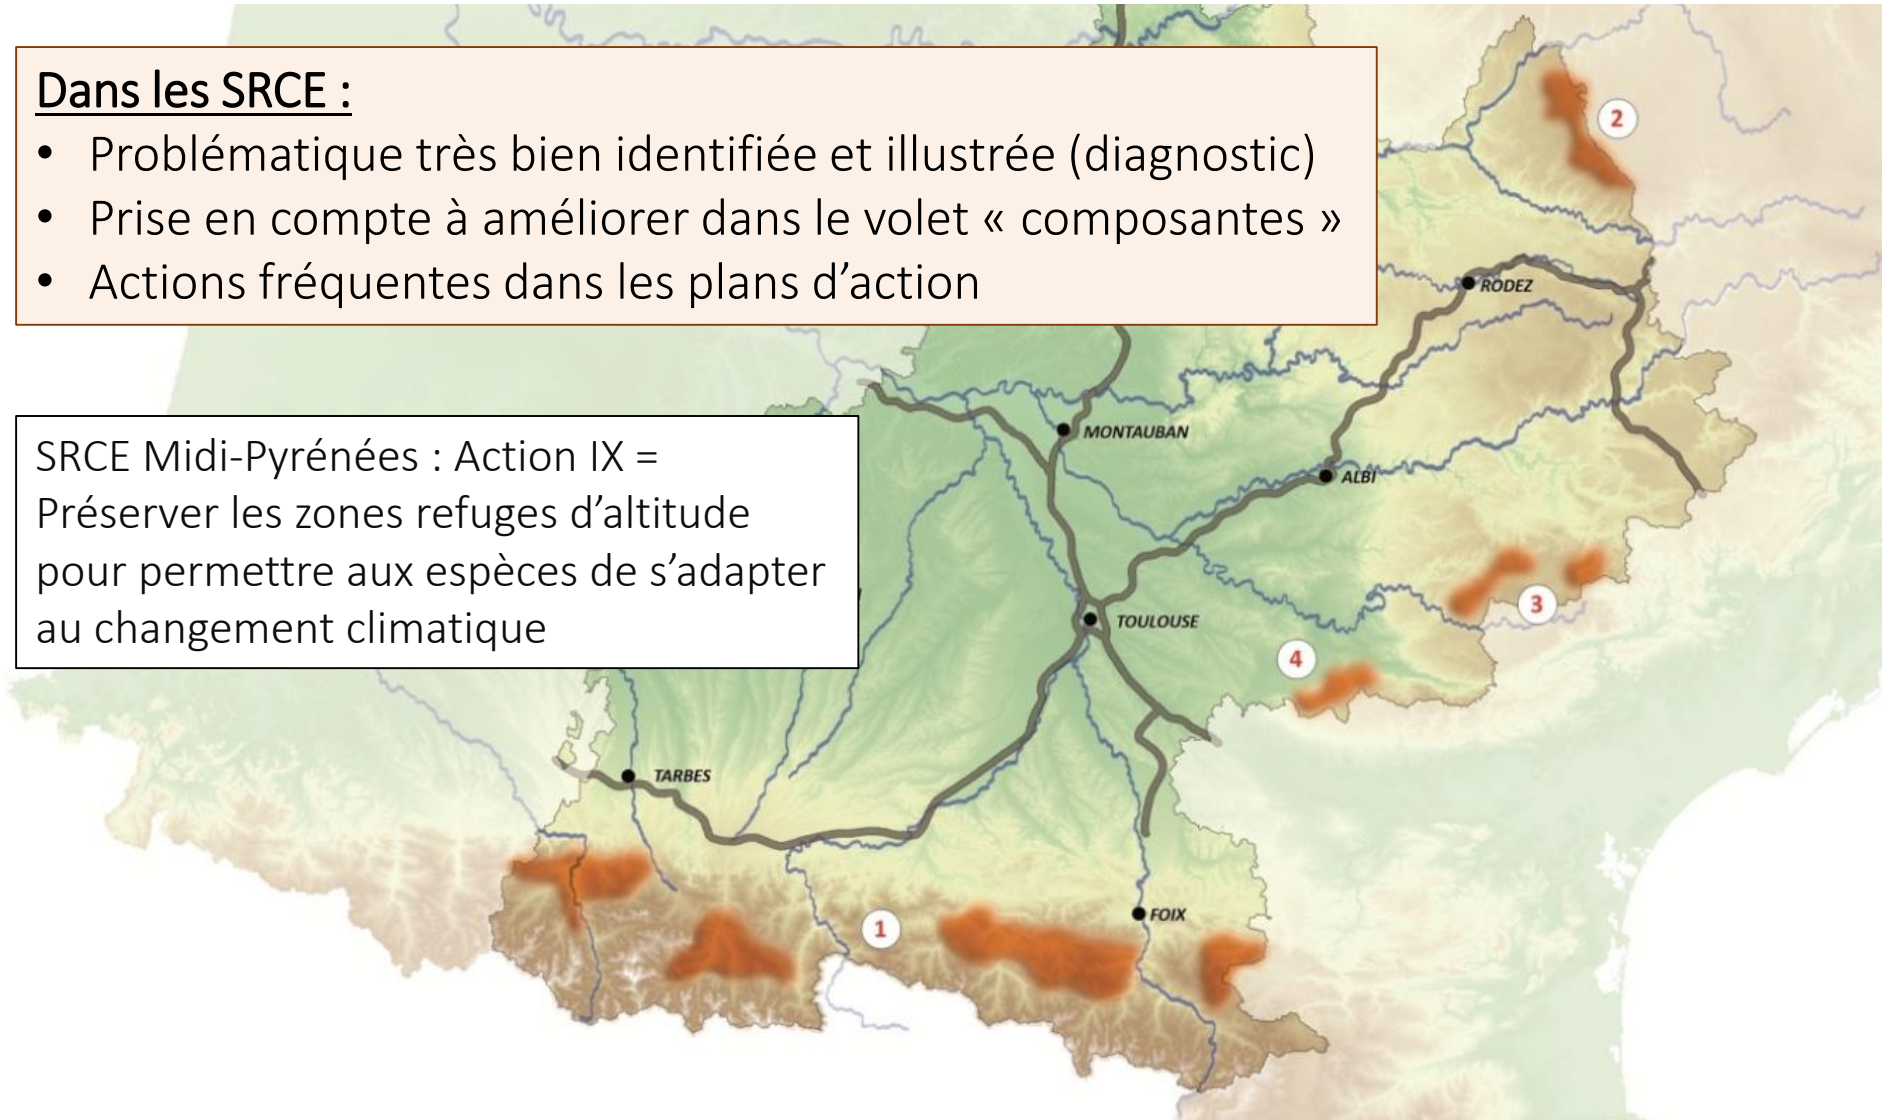 Dans les SRCE :
• Problématique très bien identifiée et illustrée (diagnostic)
• Prise en compte à améliorer dans le volet « composantes »
• Actions fréquentes dans les plans d’action
2
RODEZ
SRCE Midi-Pyrénées : Action IX =
Préserver les zones refuges d’altitude
pour permettre aux espèces de s’adapter
au changement climatique
MONTAUBAN
ALBI
3
TOULOUSE
4
TARBES
FOIX
1